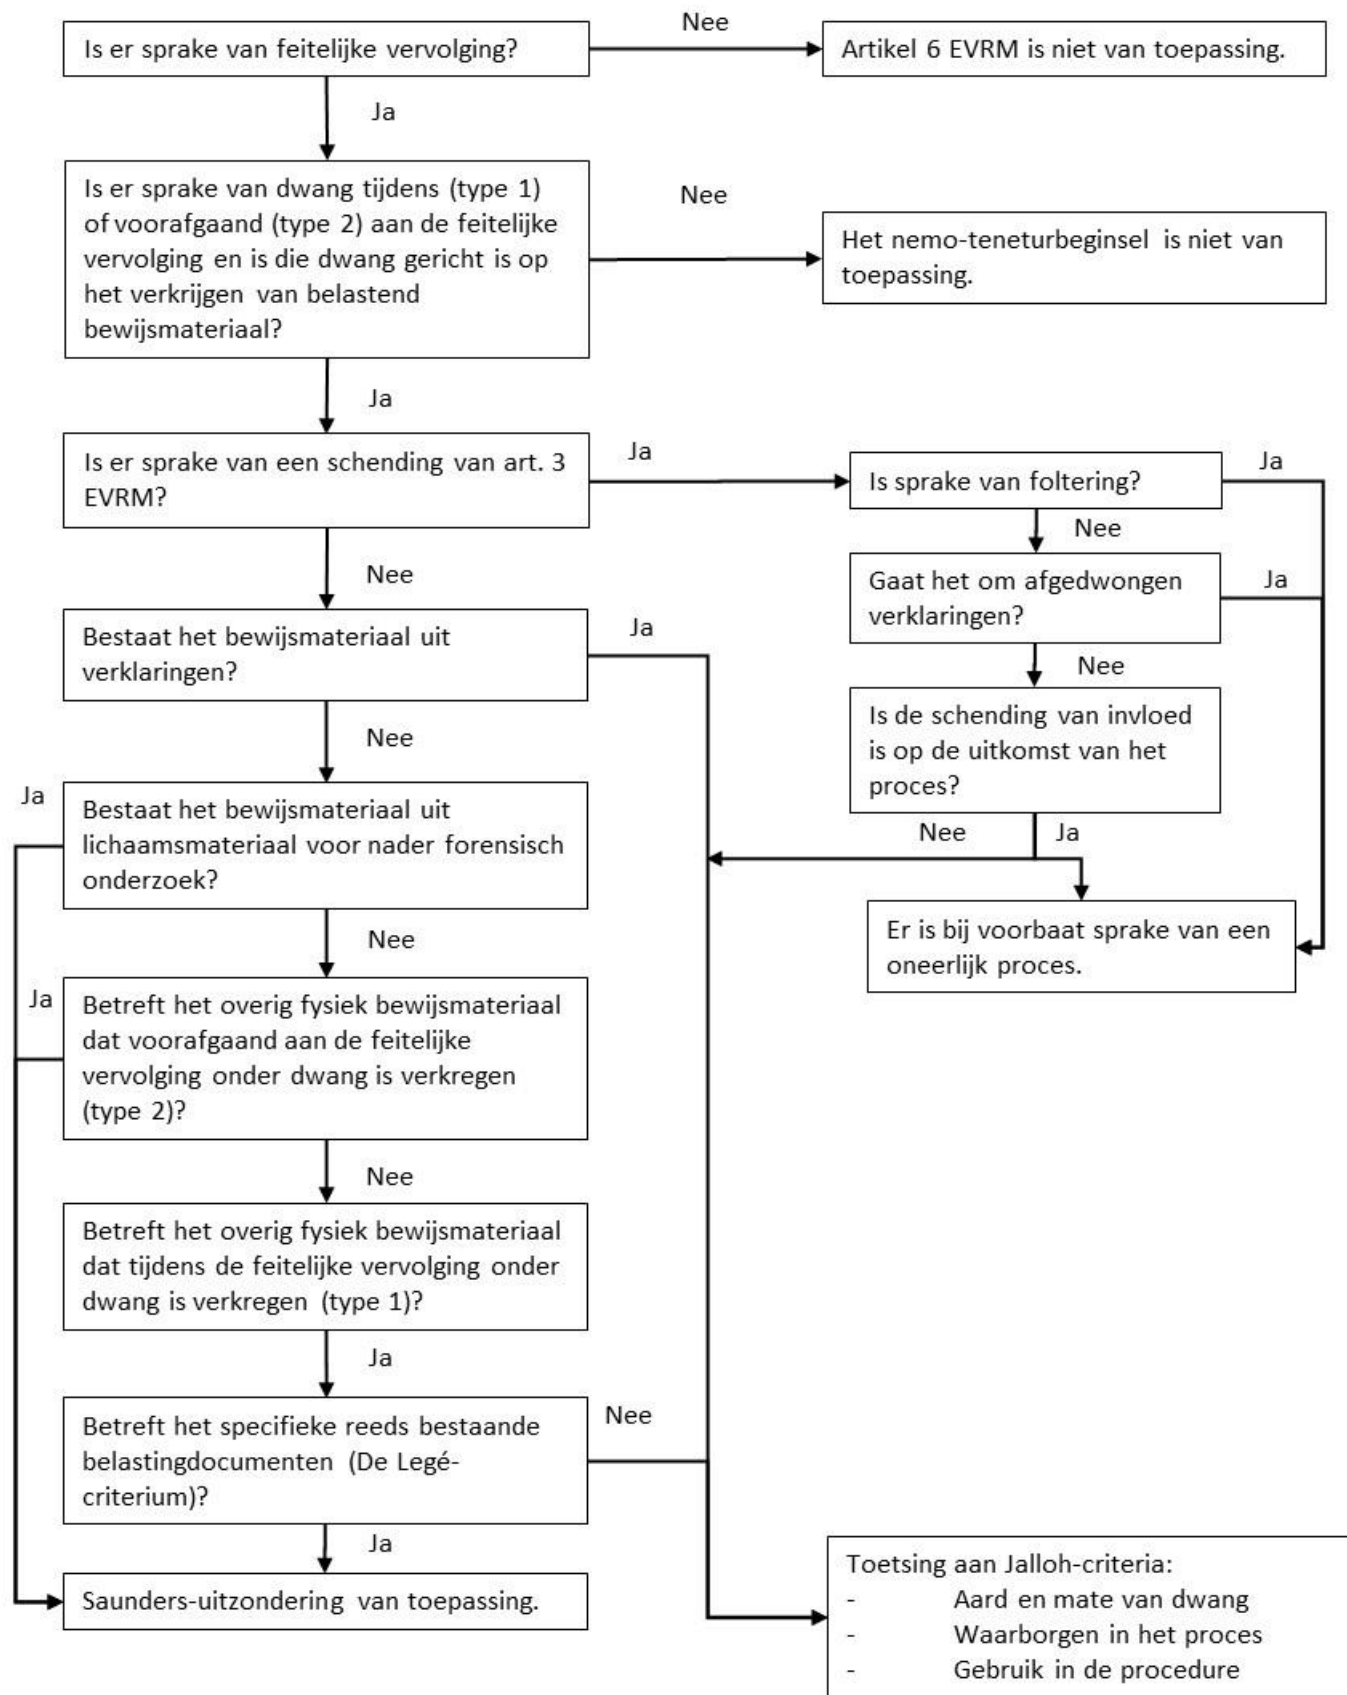 Is er sprake van feitelijke vervolging?
Nee
Artikel 6 EVRM is niet van toepassing.
Ja
Is er sprake van dwang tijdens (type 1)
of voorafgaand (type 2) aan de feitelijke
vervolging en is die dwang gericht is op
het verkrijgen van belastend
bewijsmateriaal?
Nee
Het nemo-teneturbeginsel is niet van
toepassing.
Ja
Is er sprake van een schending van art. 3
EVRM?
Ja
Is sprake van foltering?
Ja
Nee
Gaat het om afgedwongen
verklaringen?
Ja
Nee
Is de schending van invloed
is op de uitkomst van het
proces?
Nee
Ja
Er is bij voorbaat sprake van een
oneerlijk proces.
Nee
Bestaat het bewijsmateriaal uit
verklaringen?
Ja
Nee
Ja
Bestaat het bewijsmateriaal uit
lichaamsmateriaal voor nader forensisch
onderzoek?
Nee
Ja
Betreft het overig fysiek bewijsmateriaal
dat voorafgaand aan de feitelijke
vervolging onder dwang is verkregen
(type 2)?
Nee
Betreft het overig fysiek bewijsmateriaal
dat tijdens de feitelijke vervolging onder
dwang is verkregen (type 1)?
Ja
Betreft het specifieke reeds bestaande
belastingdocumenten (De Legé-
criterium)?
Nee
Ja
Saunders-uitzondering van toepassing.
Toetsing aan Jalloh-criteria:
- Aard en mate van dwang
- Waarborgen in het proces
- Gebruik in de procedure